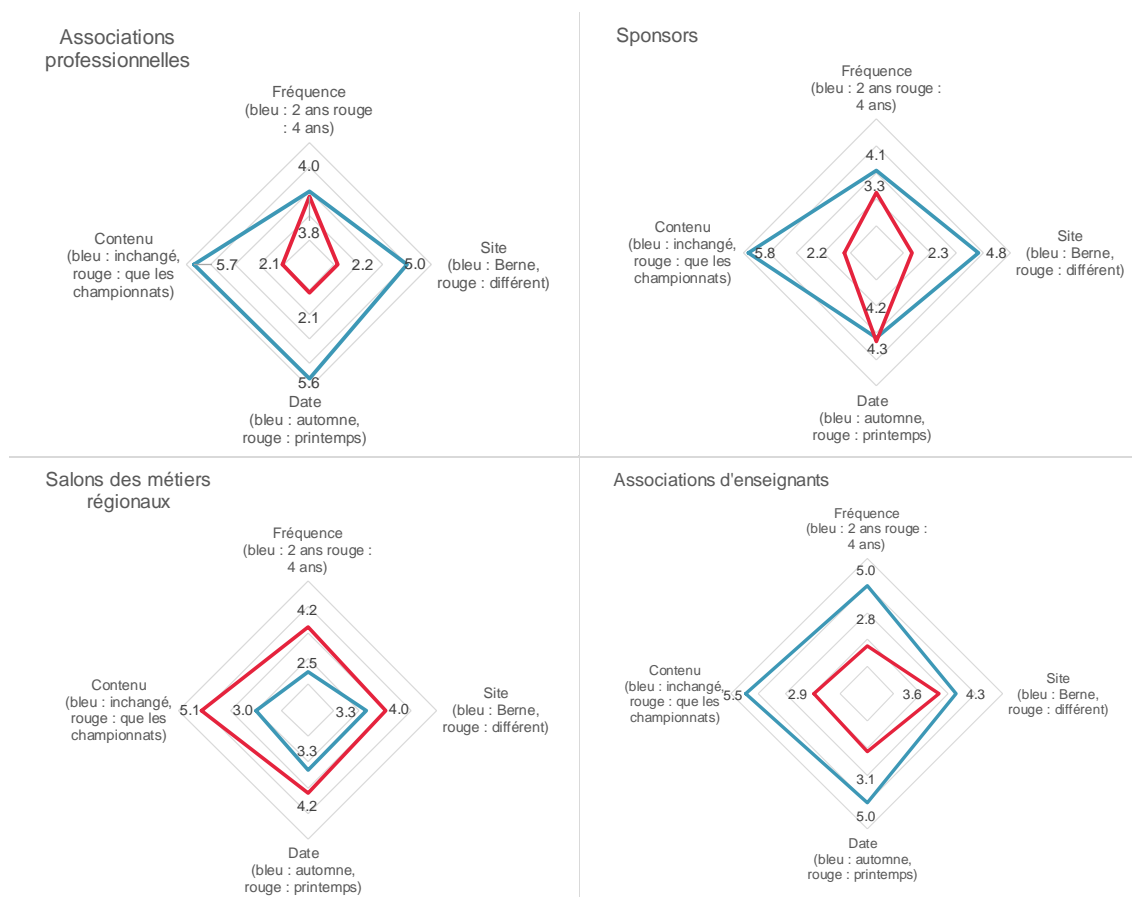 Associations
professionnelles
Fréquence
(bleu : 2 ans rouge
: 4 ans)
4.0
3.8
Contenu
(bleu : inchangé,
rouge : que les
championnats)
5.7
2.1
2.2
5.0
Site
(bleu : Berne,
rouge : différent)
2.1
5.6
Date
(bleu : automne,
rouge : printemps)
Sponsors
Fréquence
(bleu : 2 ans rouge :
4 ans)
4.1
3.3
Contenu
(bleu : inchangé,
rouge : que les
championnats)
5.8
2.2
2.3
4.8
Site
(bleu : Berne,
rouge : différent)
4.2
4.3
Date
(bleu : automne,
rouge : printemps)
Salons des métiers
régionaux
Fréquence
(bleu : 2 ans rouge :
4 ans)
4.2
2.5
Contenu
(bleu : inchangé,
rouge : que les
championnats)
5.1
3.0
3.3
4.0
Site
(bleu : Berne,
rouge : différent)
3.3
4.2
Date
(bleu : automne,
rouge : printemps)
Associations d'enseignants
Fréquence
(bleu : 2 ans rouge :
4 ans)
5.0
2.8
Contenu
(bleu : inchangé,
rouge : que les
championnats)
5.5
2.9
3.6
4.3
Site
(bleu : Berne,
rouge : différent)
3.1
5.0
Date
(bleu : automne,
rouge : printemps)